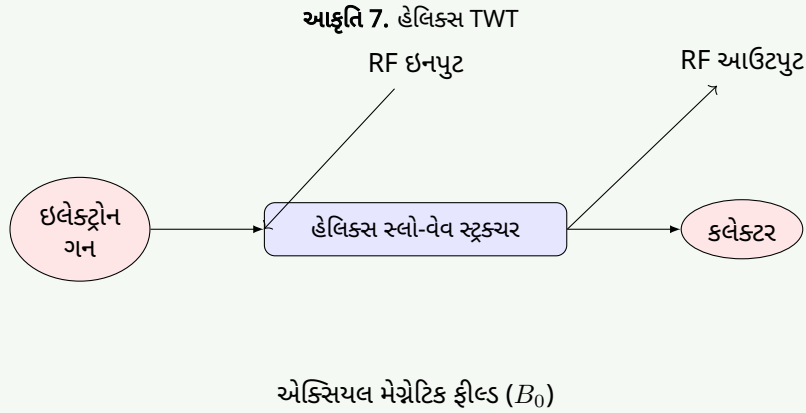 આકૃતિ 7. હેલિક્સ TWT
RF ઇનપુટ
RF આઉટપુટ
ઇલેક્ટ્રોન
ગન
હેલિક્સ સ્લો-વેવ સ્ટ્રક્ચર
કલેક્ટર
એક્સિયલ મેગ્નેટિક ફીલ્ડ (B₀)